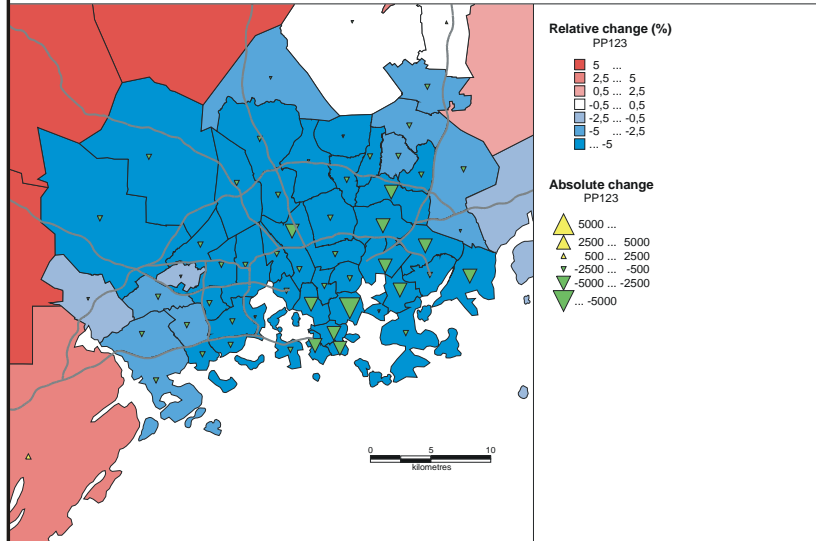 Relative change (%)
PP123
5 ...
2,5 ... 5
0,5 ... 2,5
-0,5 ... 0,5
-2,5 ... -0,5
-5 ... -2,5
... -5
Absolute change
PP123
5000 ...
2500 ... 5000
500 ... 2500
-2500 ... -500
-5000 ... -2500
... -5000
0 5 10
kilometres